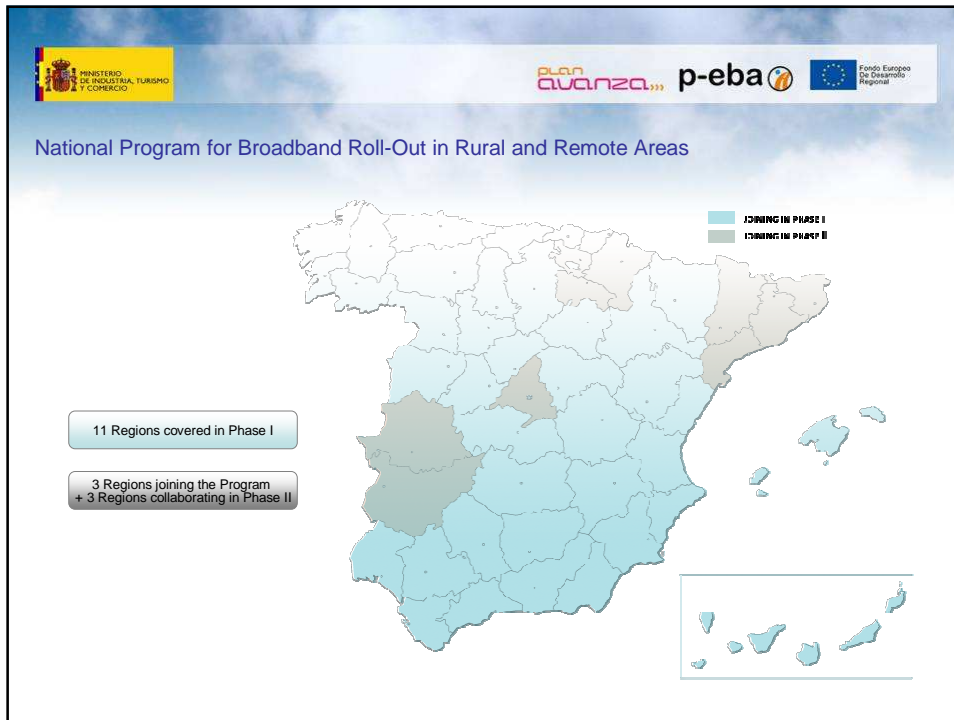 MINISTERIO
DE INDUSTRIA, TURISMO
Y COMERCIO
PLAN
avanza
p-eba
Fondo Europeo
De Desarrollo
Regional
National Program for Broadband Roll-Out in Rural and Remote Areas
JOINING IN PHASE I
JOINING IN PHASE II
11 Regions covered in Phase I
3 Regions joining the Program
+ 3 Regions collaborating in Phase II